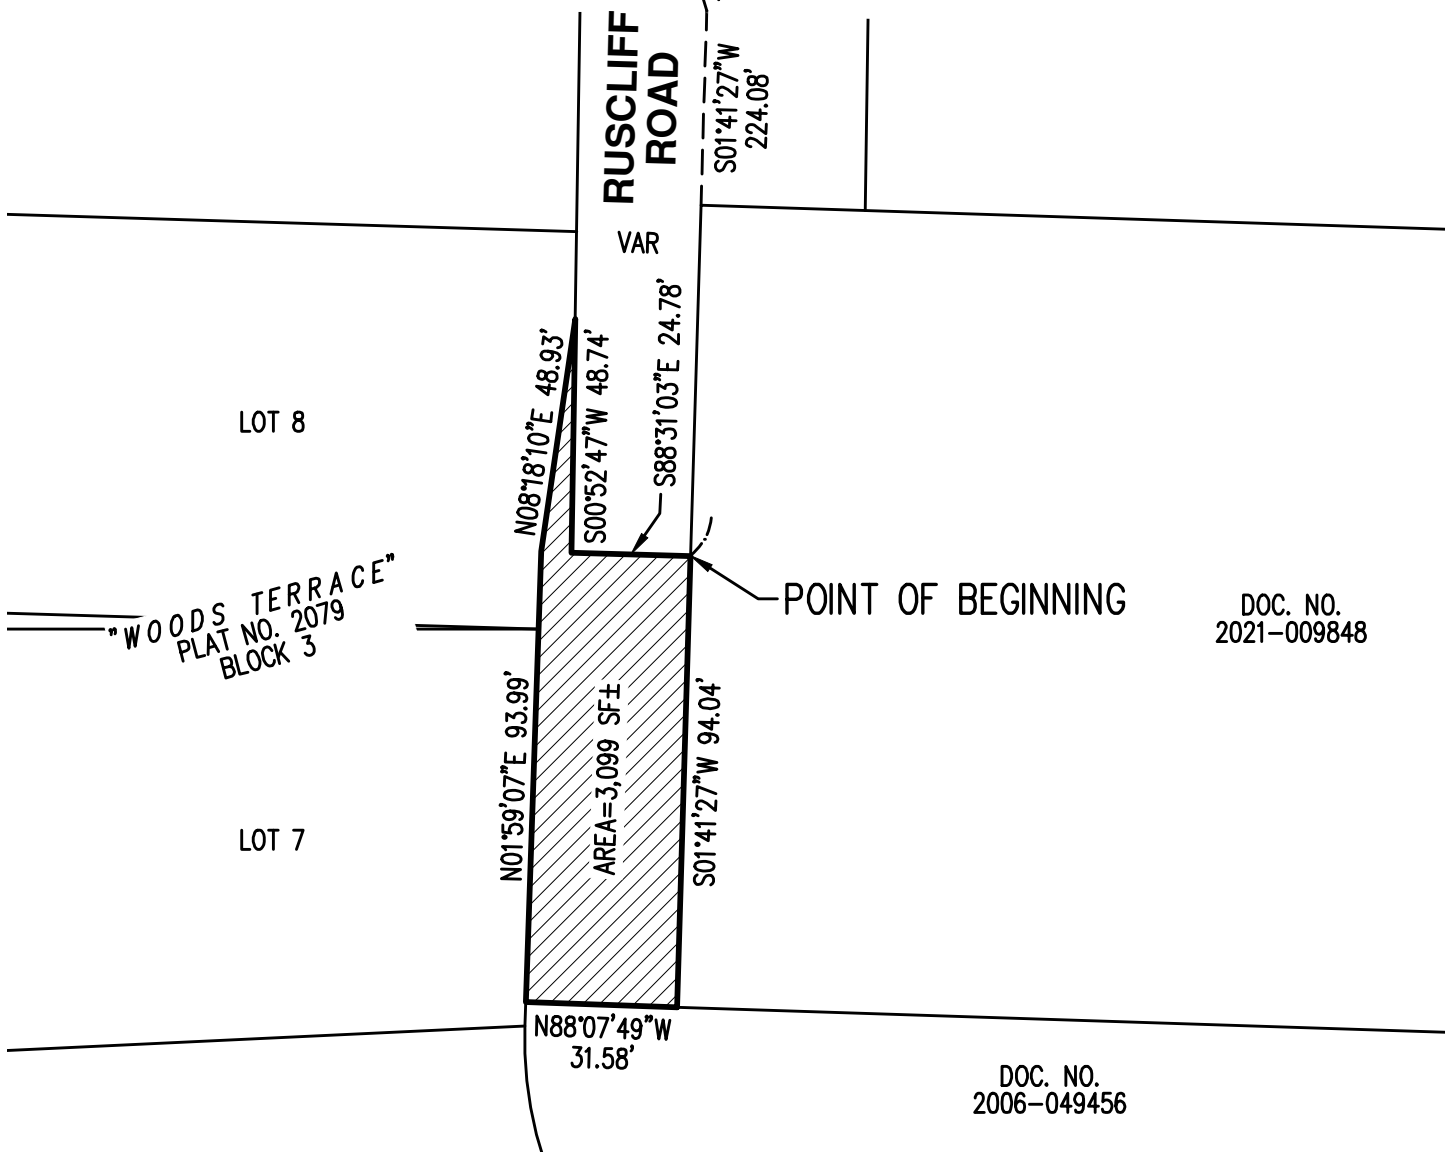 RUSCLIFF
ROAD
S01°41'27"W
224.08'
VAR
S88°31'03"E 24.78'
N08°18'10"E 48.93'
S00°52'47"W 48.74'
LOT 8
"WOODS TERRACE"
PLAT NO. 2079
BLOCK 3
POINT OF BEGINNING
DOC. NO.
2021-009848
N01°59'07"E 93.99'
AREA=3,099 SF±
S01°41'27"W 94.04'
LOT 7
N88°07'49"W
31.58'
DOC. NO.
2006-049456